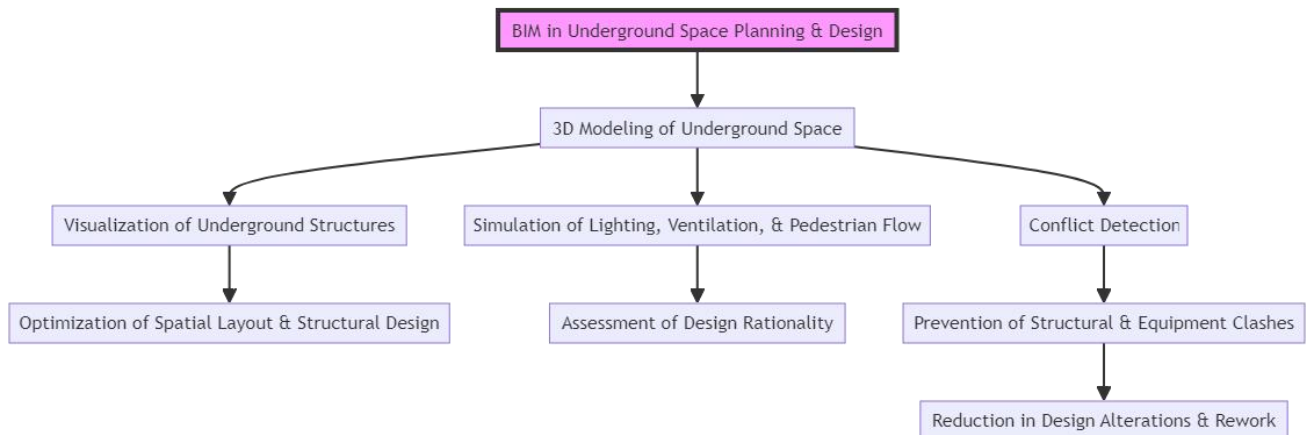 BIM in Underground Space Planning & Design
3D Modeling of Underground Space
Visualization of Underground Structures
Simulation of Lighting, Ventilation, & Pedestrian Flow
Conflict Detection
Optimization of Spatial Layout & Structural Design
Assessment of Design Rationality
Prevention of Structural & Equipment Clashes
Reduction in Design Alterations & Rework